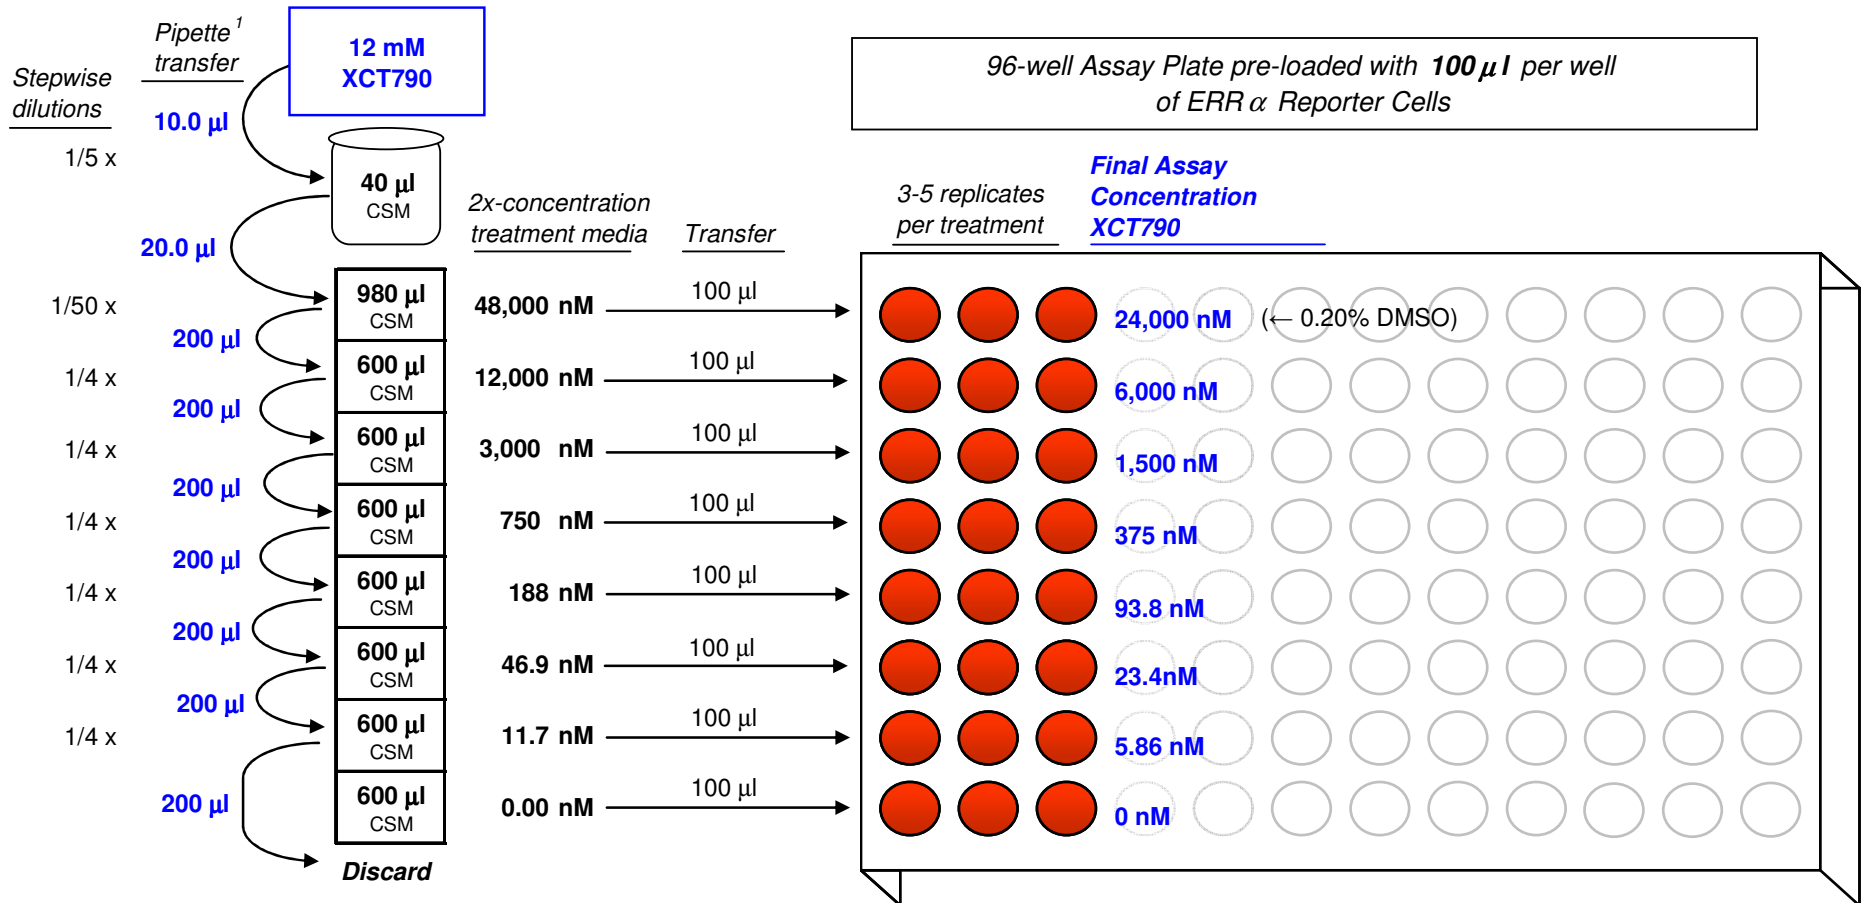 Stepwise
dilutions
Pipette 1
transfer
12 mM
XCT790
10.0 µl
1/5 x
40 µl
CSM
20.0 µl
96-well Assay Plate pre-loaded with 100 µl per well
of ERR α Reporter Cells
2x-concentration
treatment media
Transfer
3-5 replicates
per treatment
Final Assay
Concentration
XCT790
1/50 x
980 µl
CSM
48,000 nM
100 µl
24,000 nM
(← 0.20% DMSO)
200 µl
1/4 x
600 µl
CSM
12,000 nM
100 µl
6,000 nM
200 µl
1/4 x
600 µl
CSM
3,000 nM
100 µl
1,500 nM
200 µl
1/4 x
600 µl
CSM
750 nM
100 µl
375 nM
200 µl
1/4 x
600 µl
CSM
188 nM
100 µl
93.8 nM
200 µl
1/4 x
600 µl
CSM
46.9 nM
100 µl
23.4nM
200 µl
1/4 x
600 µl
CSM
11.7 nM
100 µl
5.86 nM
200 µl
600 µl
CSM
0.00 nM
100 µl
0 nM
Discard